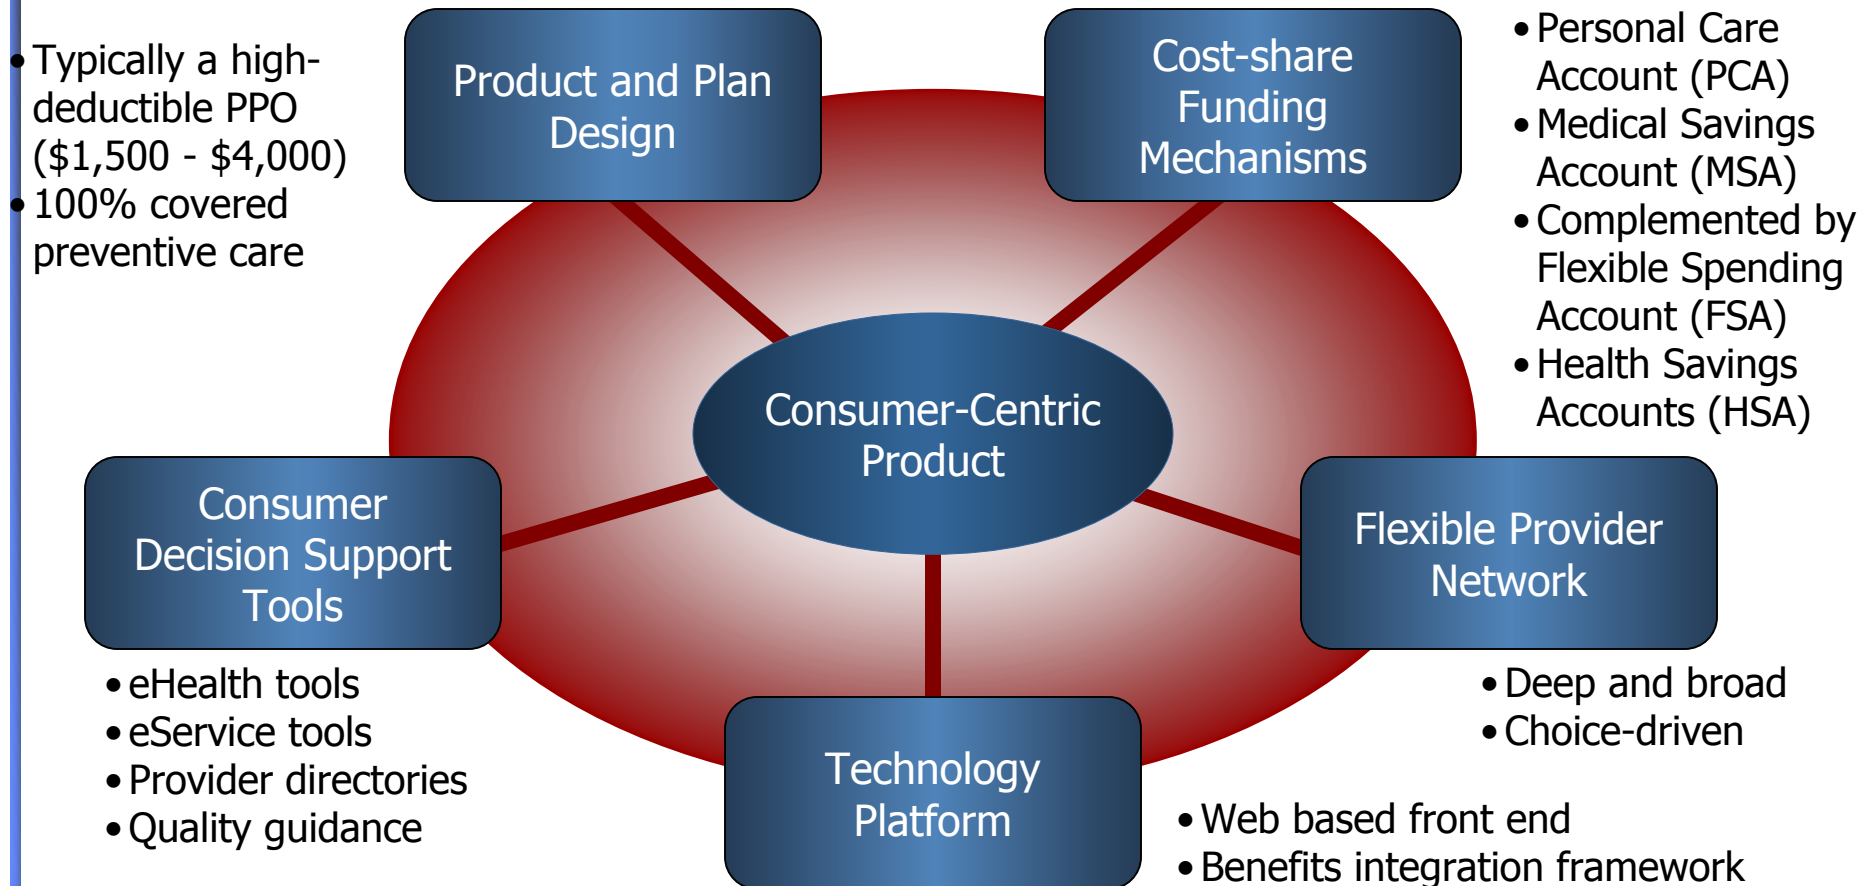 • Typically a high-
deductible PPO
($1,500 - $4,000)
• 100% covered
preventive care
Product and Plan
Design
Cost-share
Funding
Mechanisms
• Personal Care
Account (PCA)
• Medical Savings
Account (MSA)
• Complemented by
Flexible Spending
Account (FSA)
• Health Savings
Accounts (HSA)
Consumer-Centric
Product
Consumer
Decision Support
Tools
• eHealth tools
• eService tools
• Provider directories
• Quality guidance
Flexible Provider
Network
• Deep and broad
• Choice-driven
Technology
Platform
• Web based front end
• Benefits integration framework